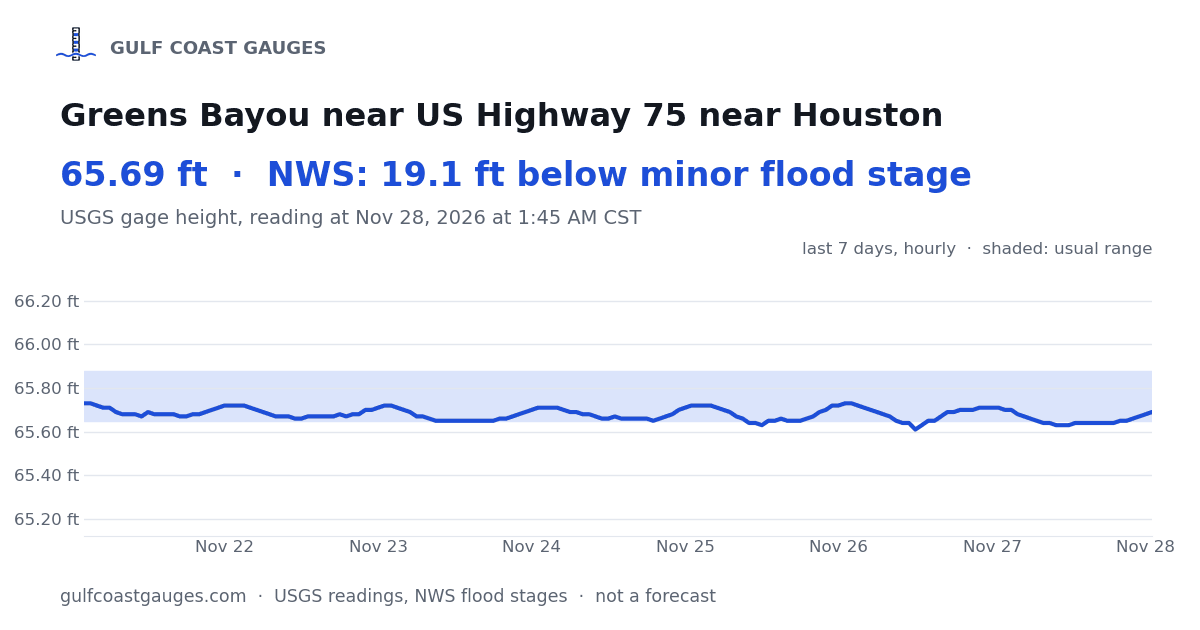 GULF COAST GAUGES
Greens Bayou near US Highway 75 near Houston
65.69 ft · NWS: 19.1 ft below minor flood stage
USGS gage height, reading at Nov 28, 2026 at 1:45 AM CST
last 7 days, hourly · shaded: usual range
66.20 ft
66.00 ft
65.80 ft
65.60 ft
65.40 ft
65.20 ft
Nov 22 Nov 23 Nov 24 Nov 25 Nov 26 Nov 27 Nov 28
gulfcoastgauges.com · USGS readings, NWS flood stages · not a forecast